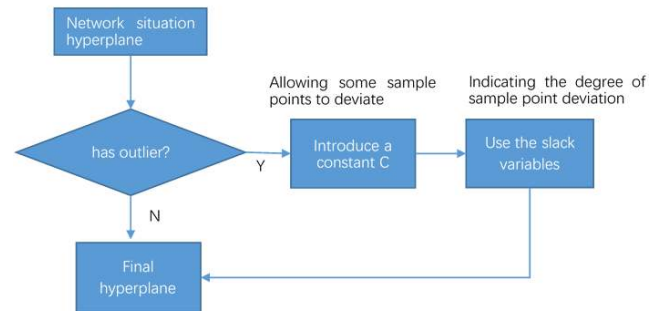 Network situation
hyperplane
Allowing some sample
points to deviate
Indicating the degree of
sample point deviation
has outlier?
Y
Introduce a
constant C
Use the slack
variables
N
Final
hyperplane